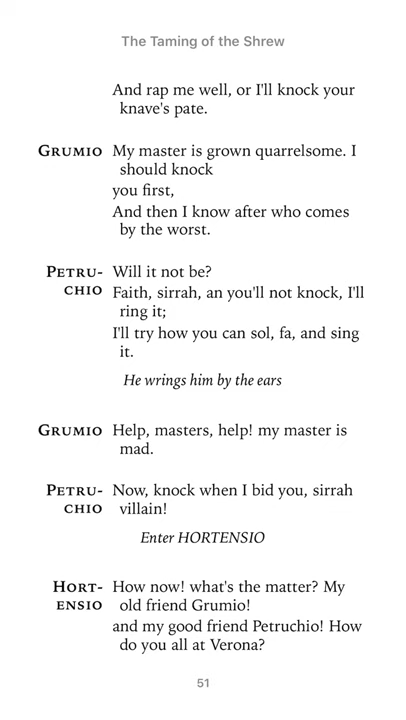 The Taming of the Shrew
And rap me well, or I'll knock your
knave's pate.
GRUMIO My master is grown quarrelsome. I
should knock
you first,
And then I know after who comes
by the worst.
PETRU- Will it not be?
CHIO Faith, sirrah, an you'll not knock, I'll
ring it;
I'll try how you can sol, fa, and sing
it.
He wrings him by the ears
GRUMIO Help, masters, help! my master is
mad.
PETRU- Now, knock when I bid you, sirrah
CHIO villain!
Enter HORTENSIO
HORT- How now! what's the matter? My
ENSIO old friend Grumio!
and my good friend Petruchio! How
do you all at Verona?
51